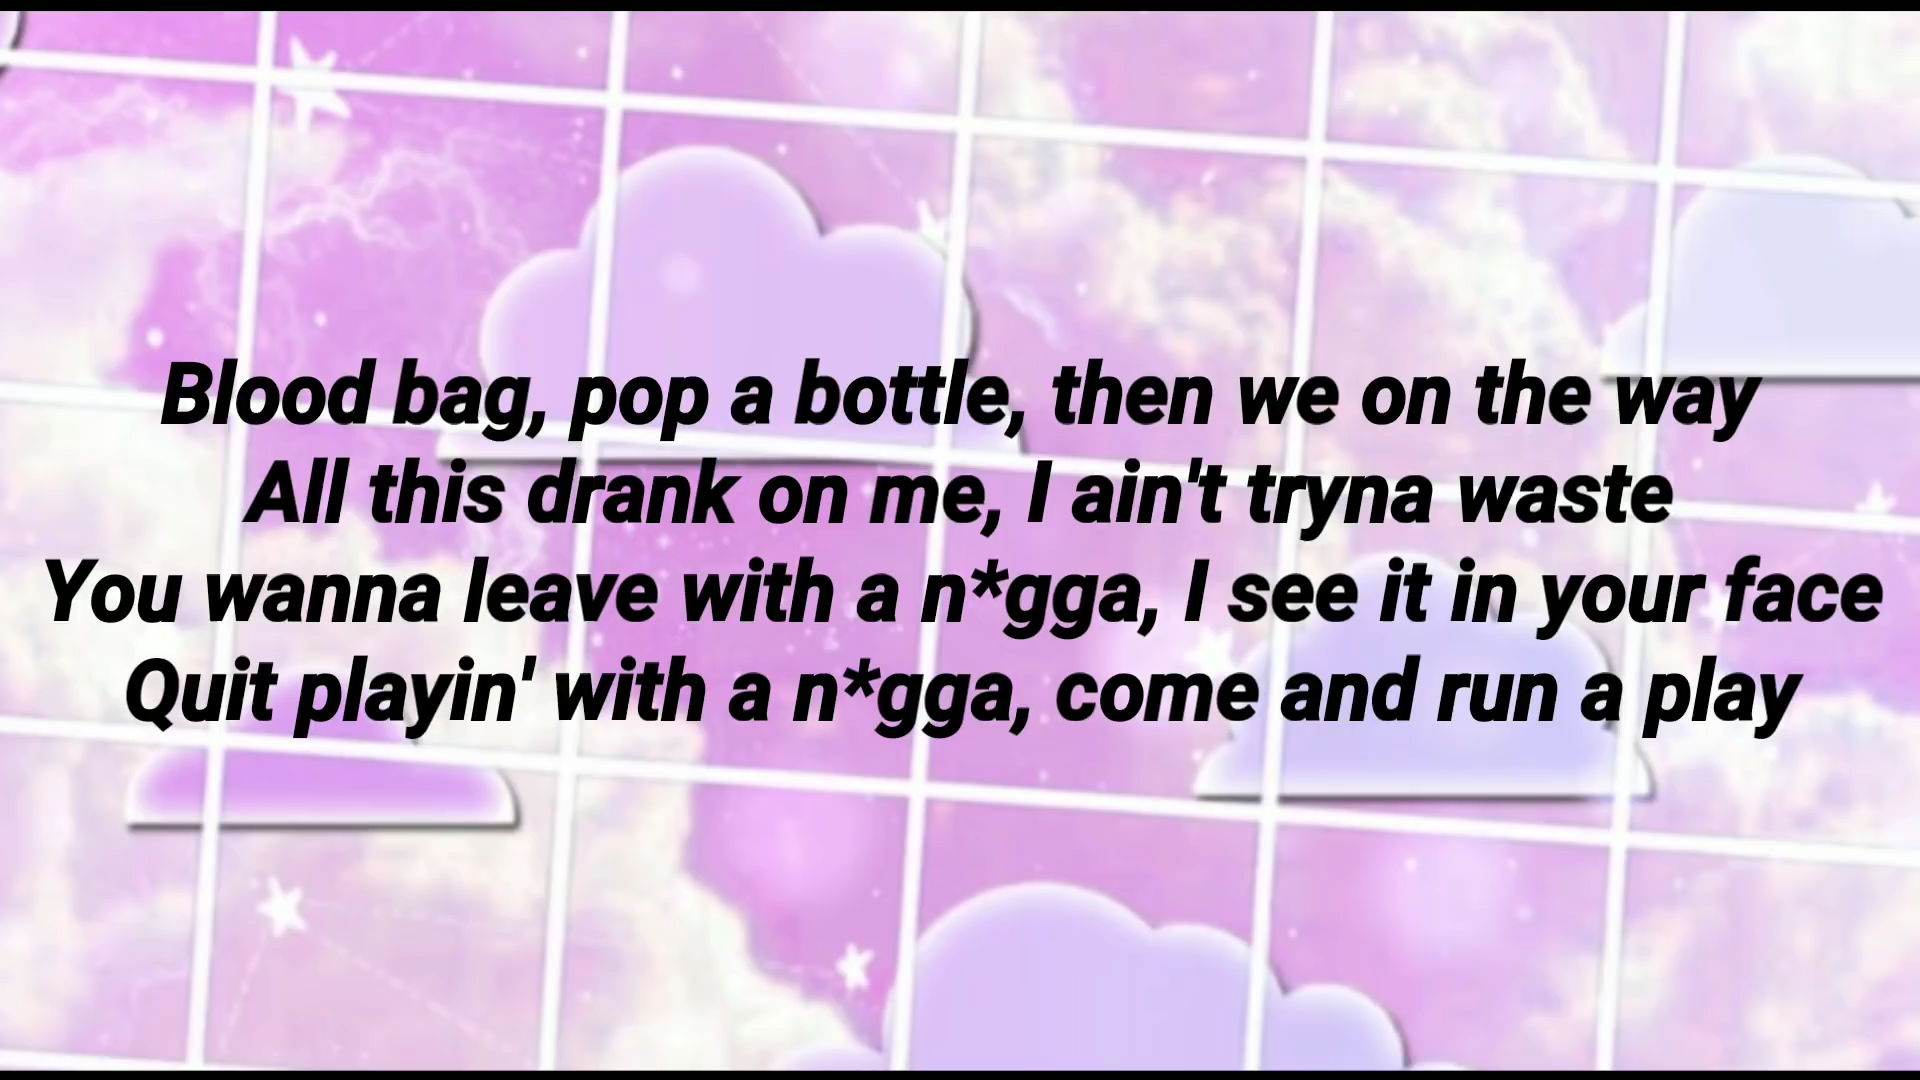 Blood bag, pop a bottle, then we on the way
All this drank on me, I ain't tryna waste
You wanna leave with a n*gga, I see it in your face
Quit playin' with a n*gga, come and run a play